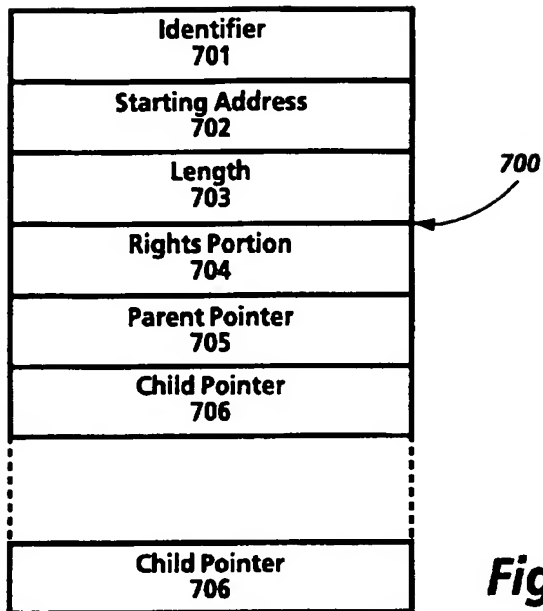 Identifier
701
Starting Address
702
Length
703
700
Rights Portion
704
Parent Pointer
705
Child Pointer
706
Child Pointer
706
Fig